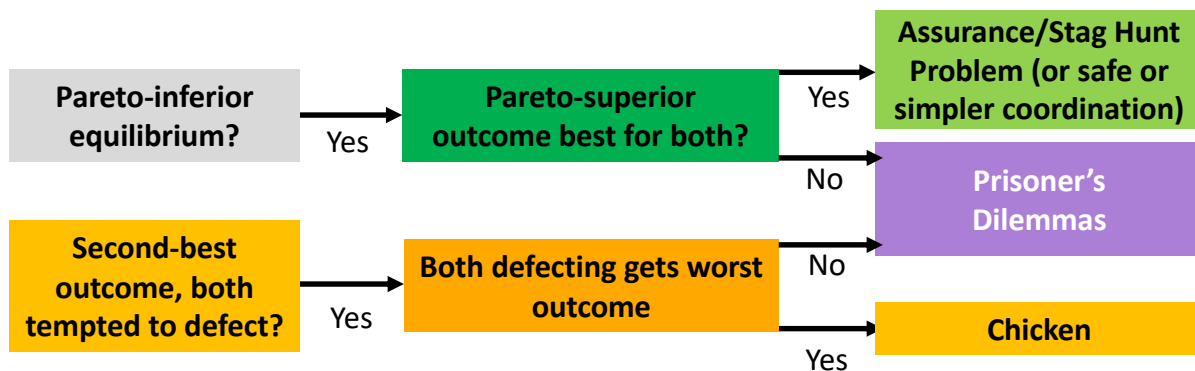 Pareto-inferior
equilibrium?
Yes
Pareto-superior
outcome best for both?
Yes
Assurance/Stag Hunt
Problem (or safe or
simpler coordination)
No
Prisoner’s
Dilemmas
Second-best
outcome, both
tempted to defect?
Yes
Both defecting gets worst
outcome
No
Yes
Chicken